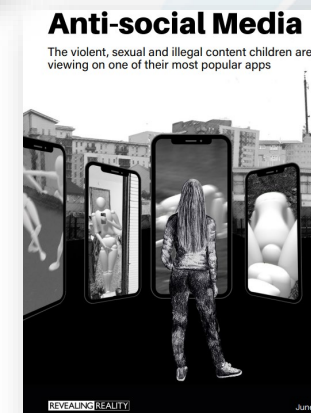 Anti-social Media
The violent, sexual and illegal content children are
viewing on one of their most popular apps
REVEALING REALITY
June